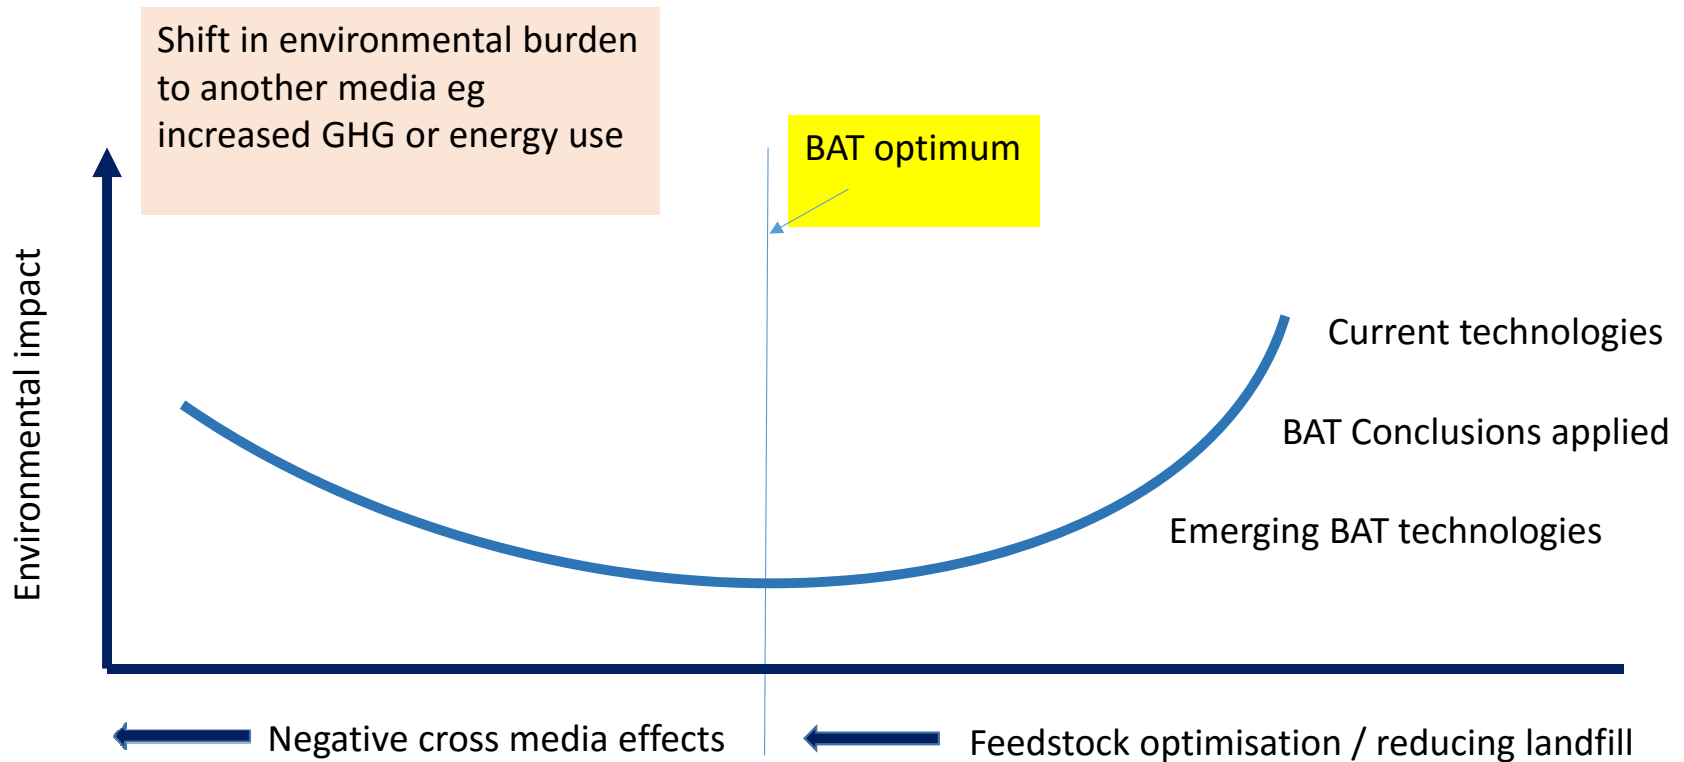 Shift in environmental burden
to another media eg
increased GHG or energy use
BAT optimum
Environmental impact
Current technologies
BAT Conclusions applied
Emerging BAT technologies
Negative cross media effects
Feedstock optimisation / reducing landfill